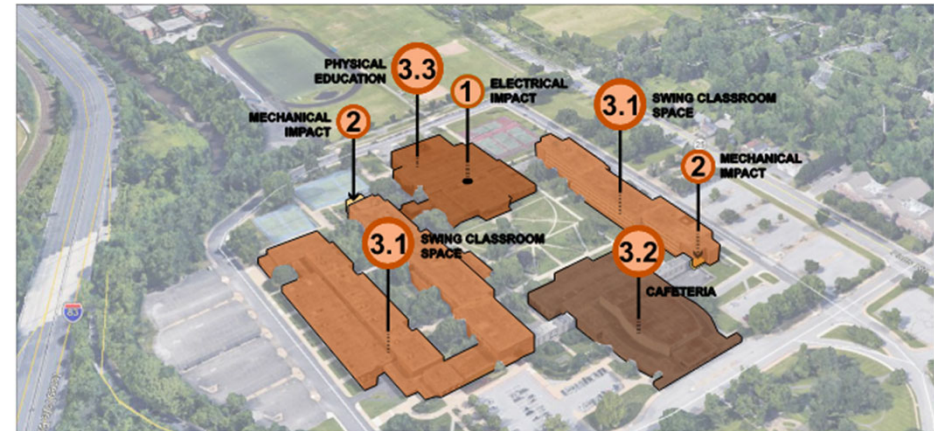 PHYSICAL
EDUCATION
3.3
1
ELECTRICAL
IMPACT
3.1
SWING CLASSROOM
SPACE
MECHANICAL
IMPACT
2
2
MECHANICAL
IMPACT
3.1
SWING CLASSROOM
SPACE
3.2
CAFETERIA
83